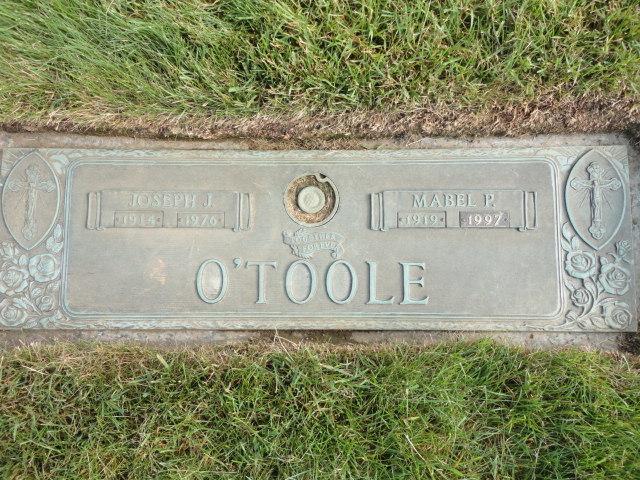 JOSEPH J.
1914 1976
MABEL P.
1919 1997
TOGETHER
FOREVER
O'TOOLE